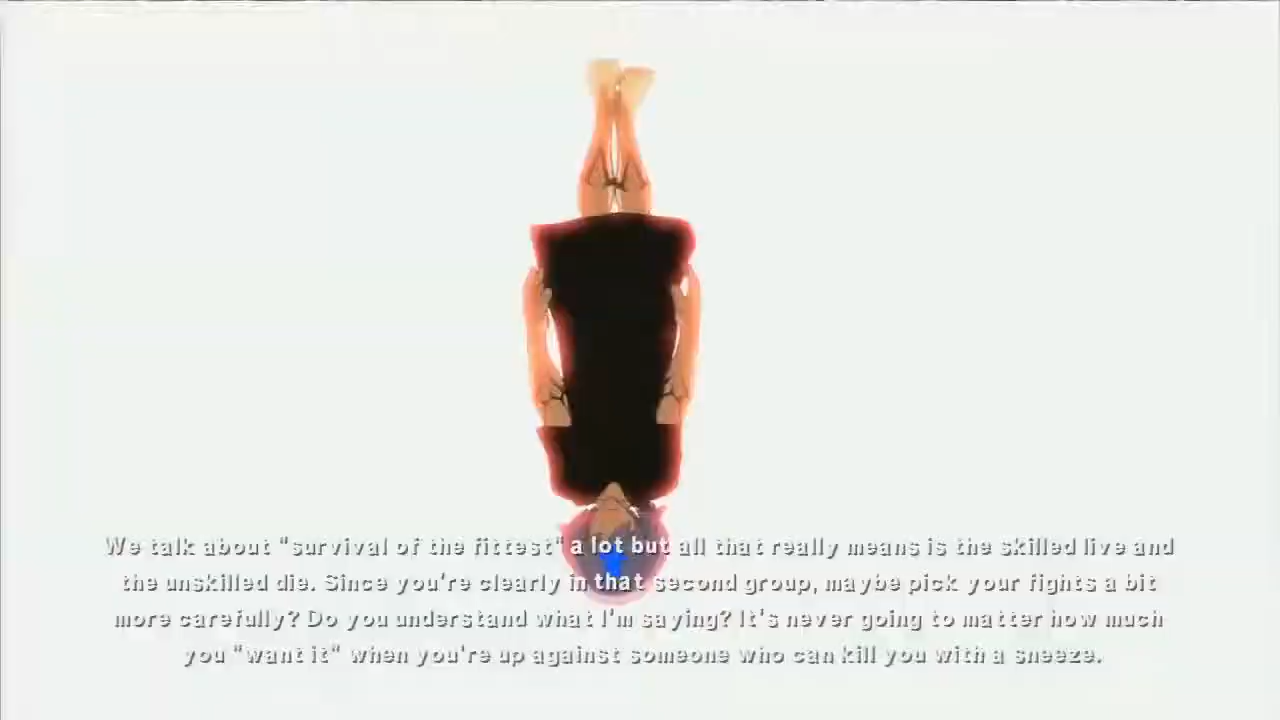 We talk about "survival of the fittest" a lot but all that really means is the skilled live and
the unskilled die. Since you're clearly in that second group, maybe pick your fights a bit
more carefully? Do you understand what I'm saying? It's never going to matter how much
you "want it" when you're up against someone who can kill you with a sneeze.